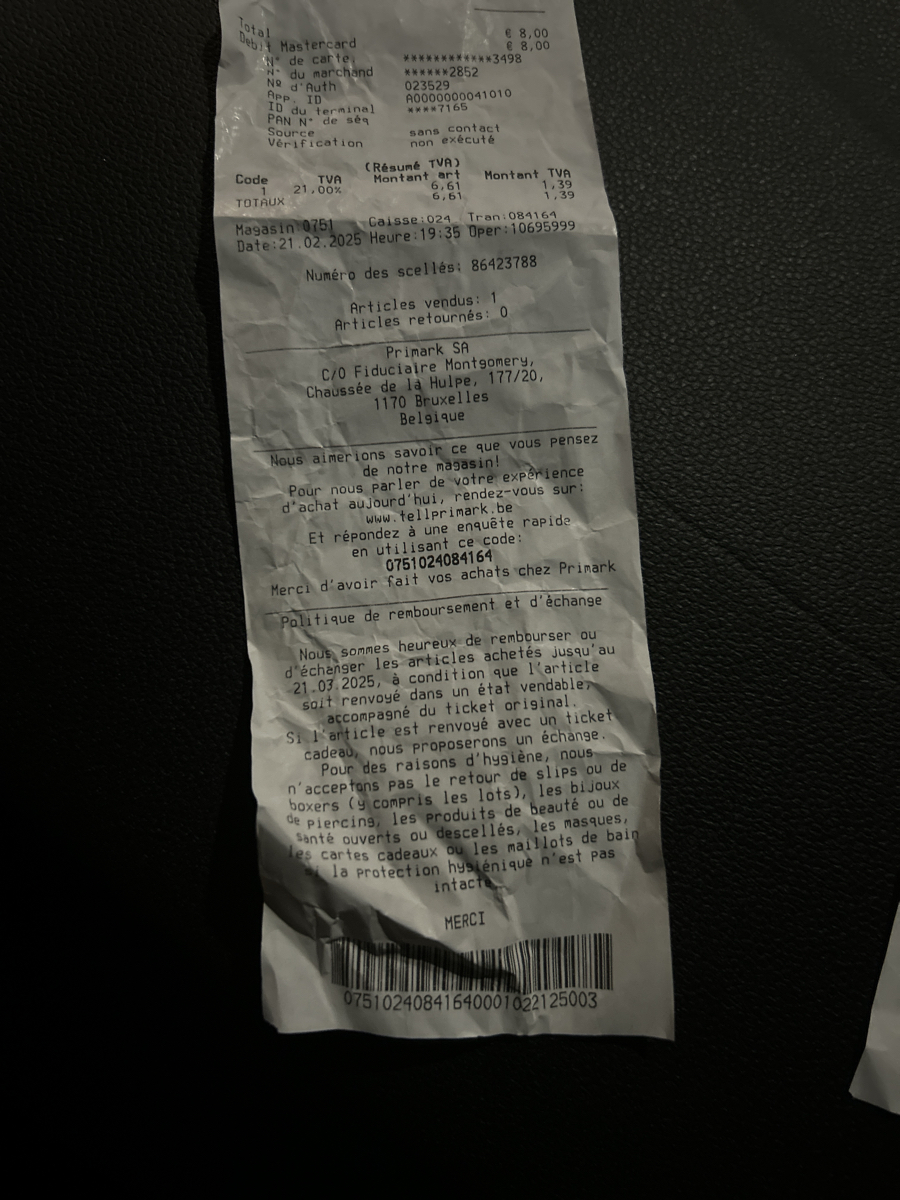 Total € 8,00
Debit Mastercard € 8,00
N° de carte: ************3498
N° du marchand ******2852
Nº d'Auth 023529
App. ID A0000000041010
ID du terminal ****7165
PAN N° de séq
Source sans contact
Vérification non exécuté
(Résumé TVA)
Code TVA Montant art Montant TVA
1 21,00% 6,61 1,39
TOTAUX 6,61 1,39
Magasin:0751 Caisse:024 Tran:084164
Date:21.02.2025 Heure:19:35 Oper:10695999
Numéro des scellés: 86423788
Articles vendus: 1
Articles retournés: 0
Primark SA
C/O Fiduciaire Montgomery,
Chaussée de la Hulpe, 177/20,
1170 Bruxelles
Belgique
Nous aimerions savoir ce que vous pensez
de notre magasin!
Pour nous parler de votre expérience
d'achat aujourd'hui, rendez-vous sur:
www.tellprimark.be
Et répondez à une enquête rapide
en utilisant ce code:
0751024084164
Merci d'avoir fait vos achats chez Primark
Politique de remboursement et d'échange
Nous sommes heureux de rembourser ou
d'échanger les articles achetés jusqu'au
21.03.2025, à condition que l'article
soit renvoyé dans un état vendable,
accompagné du ticket original.
Si l'article est renvoyé avec un ticket
cadeau, nous proposerons un échange.
Pour des raisons d'hygiène, nous
n'acceptons pas le retour de slips ou de
boxers (y compris les lots), les bijoux
de piercing, les produits de beauté ou de
santé ouverts ou descellés, les masques,
les cartes cadeaux ou les maillots de bain
si la protection hygiénique n'est pas
intacte.
MERCI
07510240841640001022125003